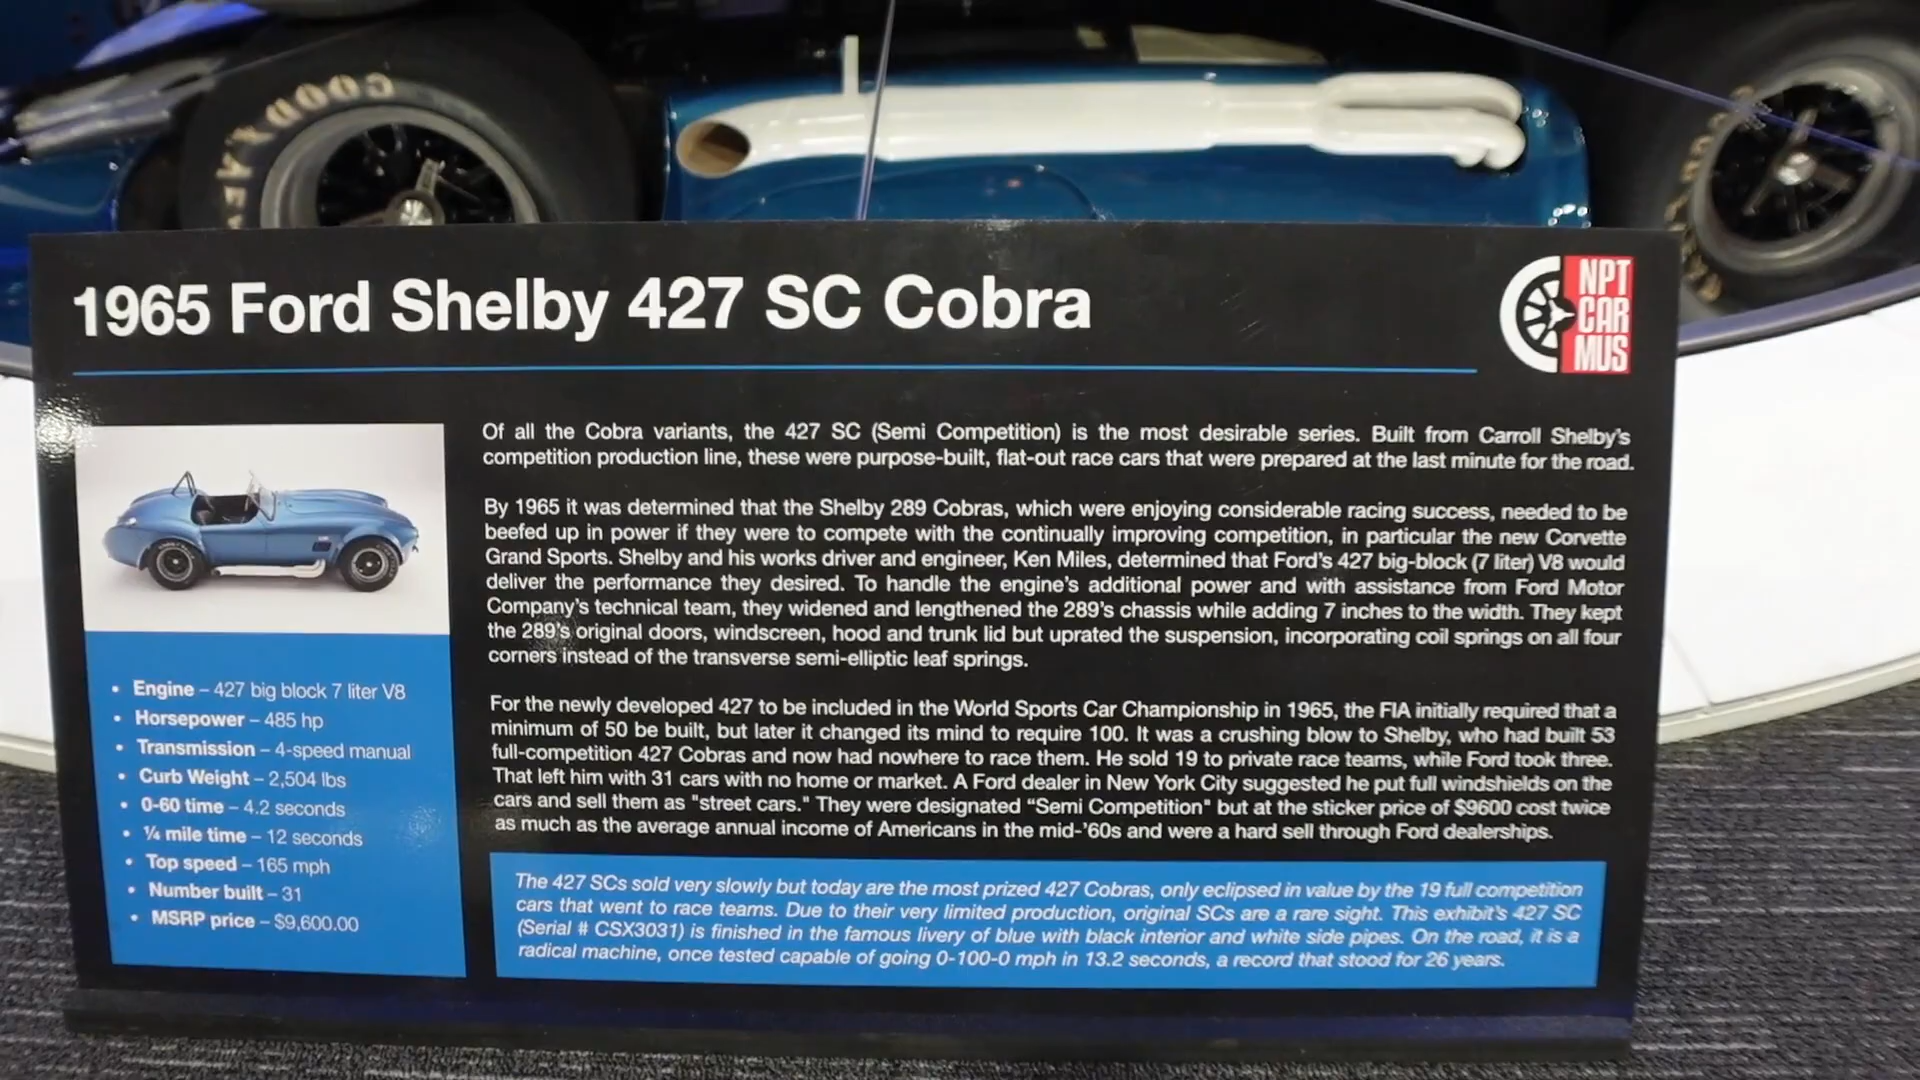 GOODYEAR
1965 Ford Shelby 427 SC Cobra
NPT
CAR
MUS
Of all the Cobra variants, the 427 SC (Semi Competition) is the most desirable series. Built from Carroll Shelby's
competition production line, these were purpose-built, flat-out race cars that were prepared at the last minute for the road.
By 1965 it was determined that the Shelby 289 Cobras, which were enjoying considerable racing success, needed to be
beefed up in power if they were to compete with the continually improving competition, in particular the new Corvette
Grand Sports. Shelby and his works driver and engineer, Ken Miles, determined that Ford's 427 big-block (7 liter) V8 would
deliver the performance they desired. To handle the engine's additional power and with assistance from Ford Motor
Company's technical team, they widened and lengthened the 289's chassis while adding 7 inches to the width. They kept
the 289's original doors, windscreen, hood and trunk lid but uprated the suspension, incorporating coil springs on all four
corners instead of the transverse semi-elliptic leaf springs.
For the newly developed 427 to be included in the World Sports Car Championship in 1965, the FIA initially required that a
minimum of 50 be built, but later it changed its mind to require 100. It was a crushing blow to Shelby, who had built 53
full-competition 427 Cobras and now had nowhere to race them. He sold 19 to private race teams, while Ford took three.
That left him with 31 cars with no home or market. A Ford dealer in New York City suggested he put full windshields on the
cars and sell them as "street cars." They were designated "Semi Competition" but at the sticker price of $9600 cost twice
as much as the average annual income of Americans in the mid-'60s and were a hard sell through Ford dealerships.
• Engine – 427 big block 7 liter V8
• Horsepower – 485 hp
• Transmission – 4-speed manual
• Curb Weight – 2,504 lbs
• 0-60 time – 4.2 seconds
• ¼ mile time – 12 seconds
• Top speed – 165 mph
• Number built – 31
• MSRP price – $9,600.00
The 427 SCs sold very slowly but today are the most prized 427 Cobras, only eclipsed in value by the 19 full competition
cars that went to race teams. Due to their very limited production, original SCs are a rare sight. This exhibit's 427 SC
(Serial # CSX3031) is finished in the famous livery of blue with black interior and white side pipes. On the road, it is a
radical machine, once tested capable of going 0-100-0 mph in 13.2 seconds, a record that stood for 26 years.